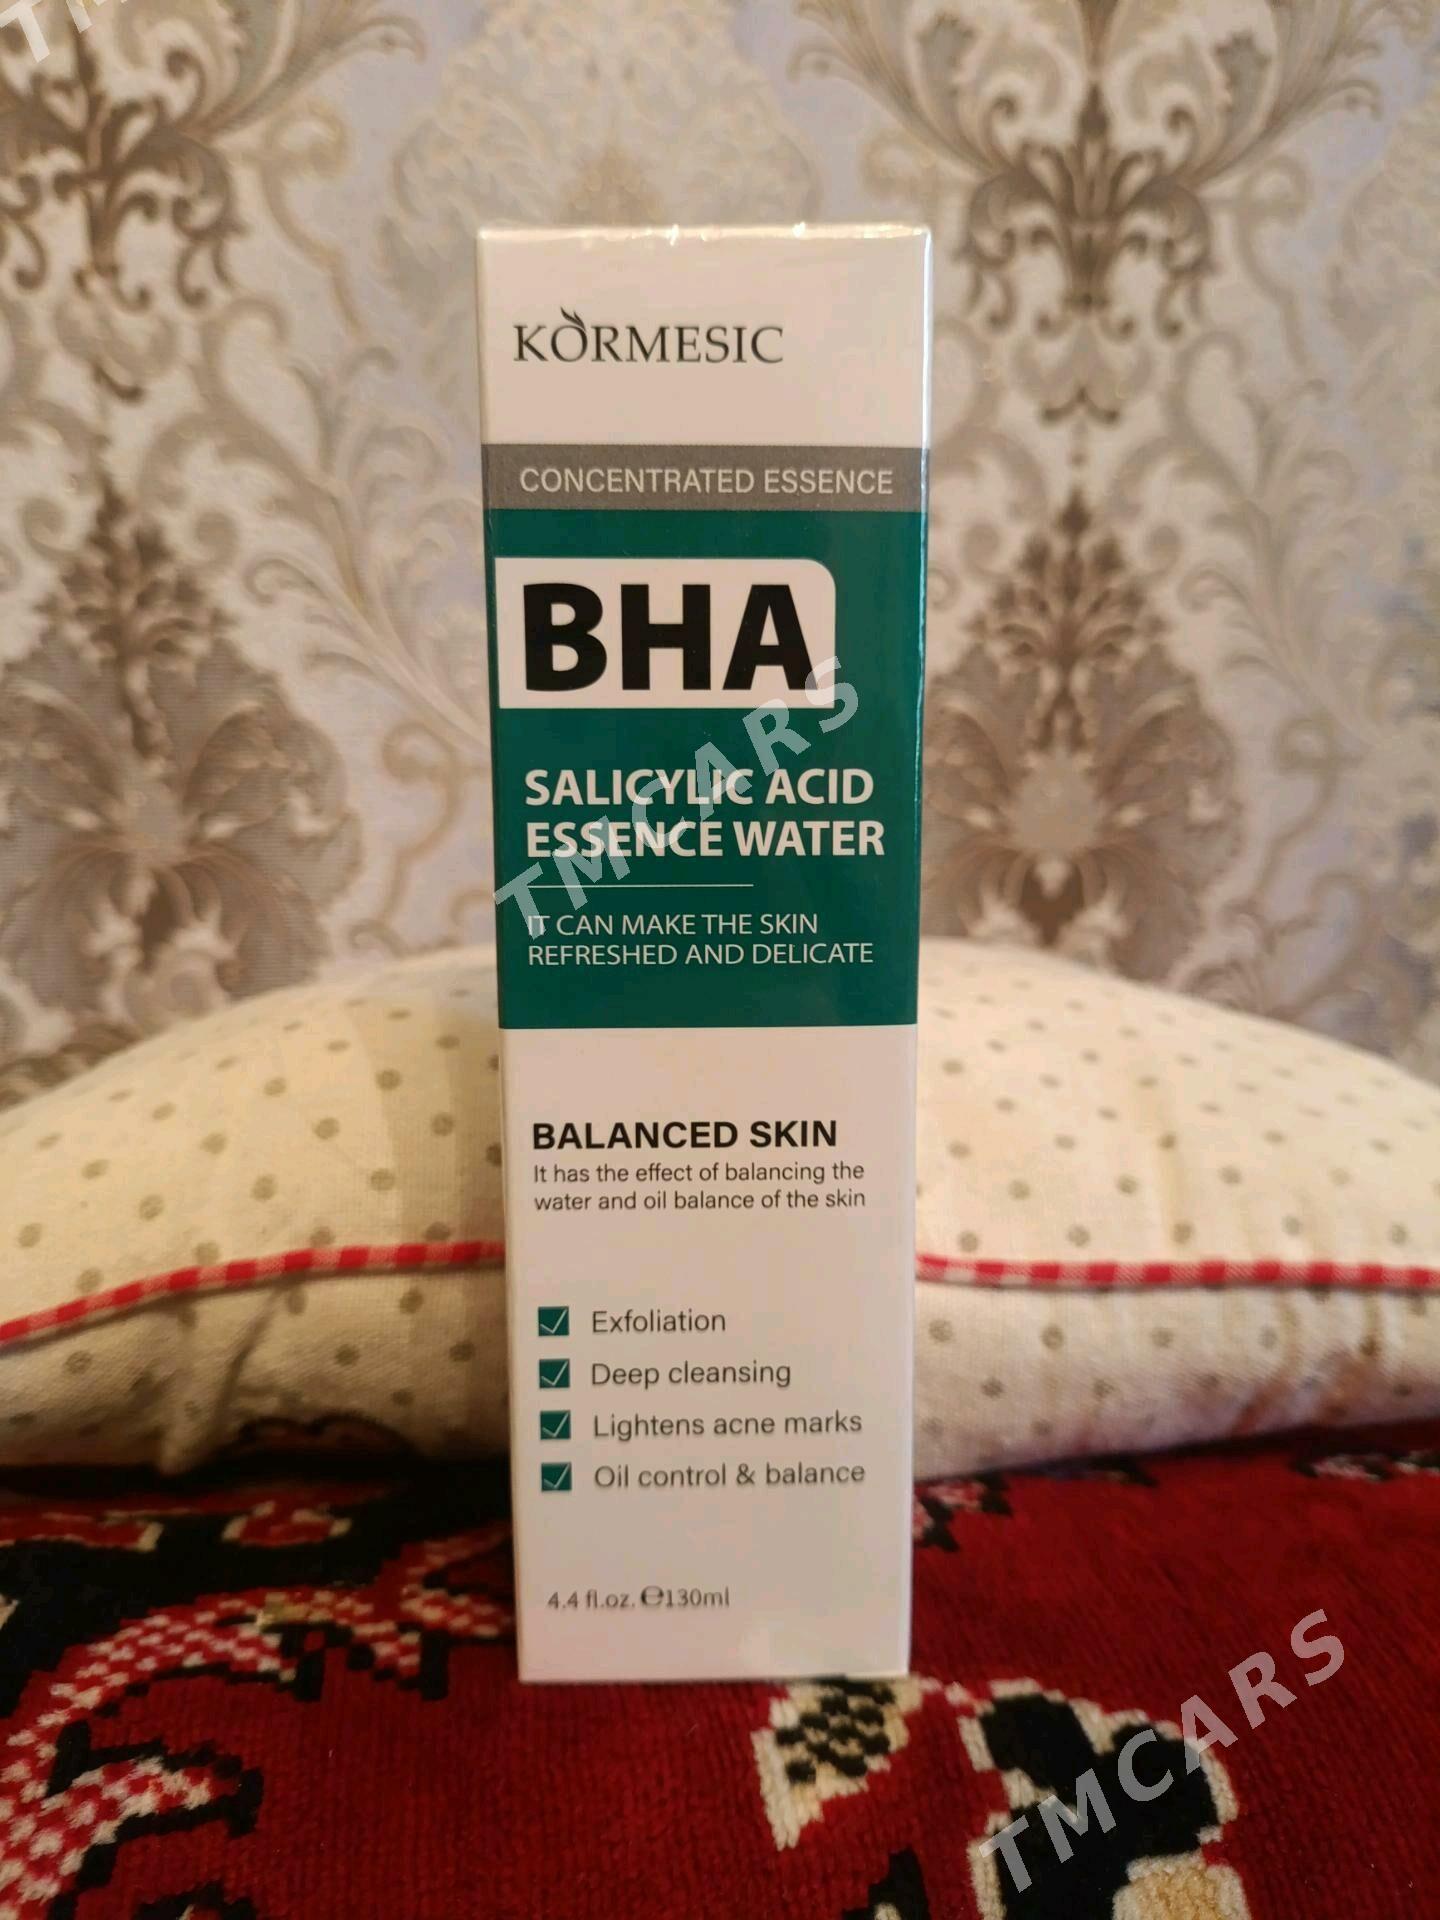 KORMESIC
CONCENTRATED ESSENCE
BHA
SALICYLIC ACID
ESSENCE WATER
IT CAN MAKE THE SKIN
REFRESHED AND DELICATE
BALANCED SKIN
It has the effect of balancing the
water and oil balance of the skin
Exfoliation
Deep cleansing
Lightens acne marks
Oil control & balance
4.4 fl.oz. ℮130ml
TMCARS
TMCARS